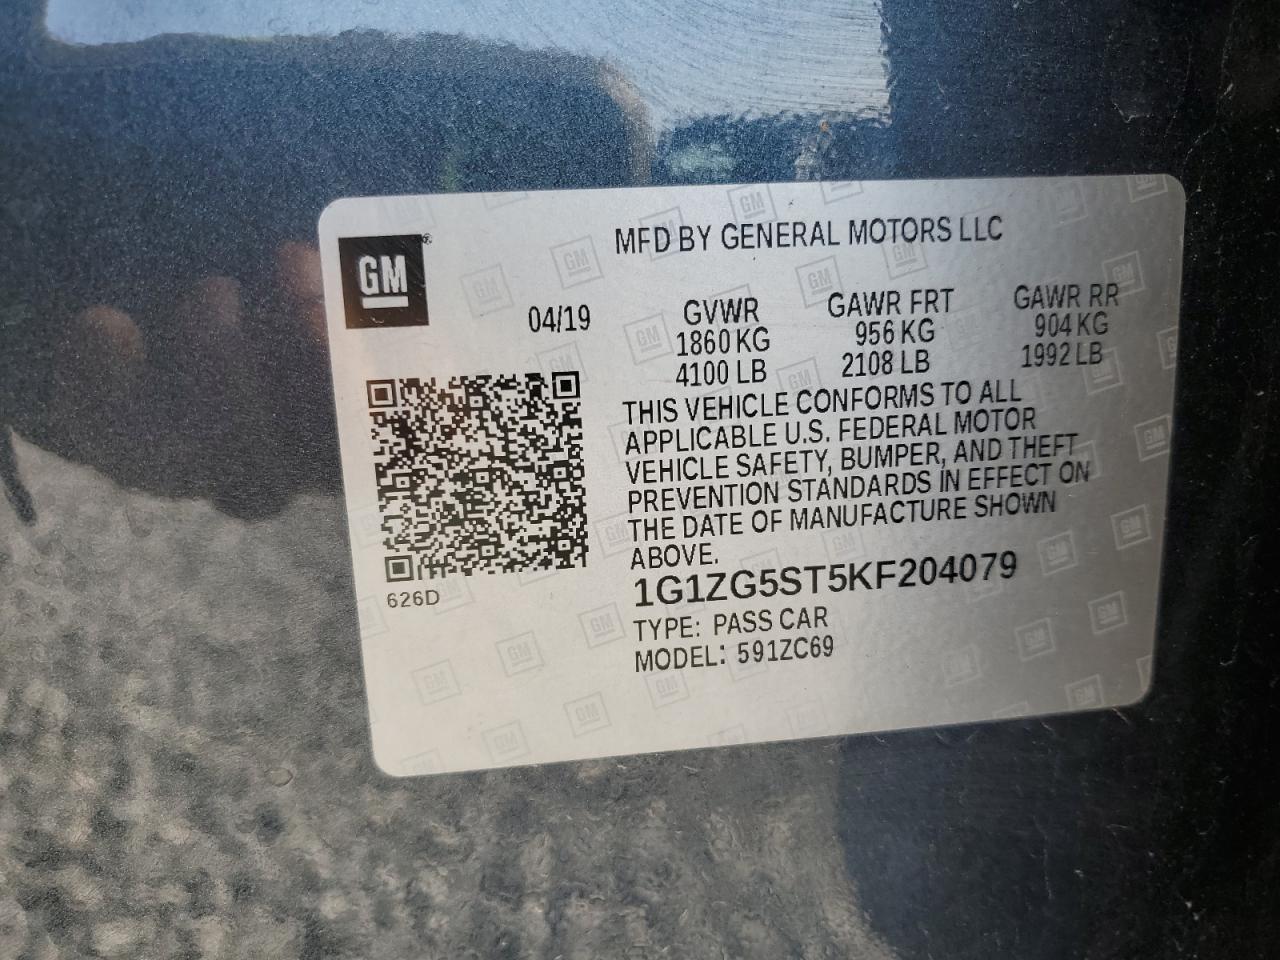 GM
MFD BY GENERAL MOTORS LLC
04/19
GVWR
1860 KG
4100 LB
GAWR FRT
956 KG
2108 LB
GAWR RR
904 KG
1992 LB
THIS VEHICLE CONFORMS TO ALL
APPLICABLE U.S. FEDERAL MOTOR
VEHICLE SAFETY, BUMPER, AND THEFT
PREVENTION STANDARDS IN EFFECT ON
THE DATE OF MANUFACTURE SHOWN
ABOVE.
1G1ZG5ST5KF204079
TYPE: PASS CAR
MODEL: 591ZC69
626D